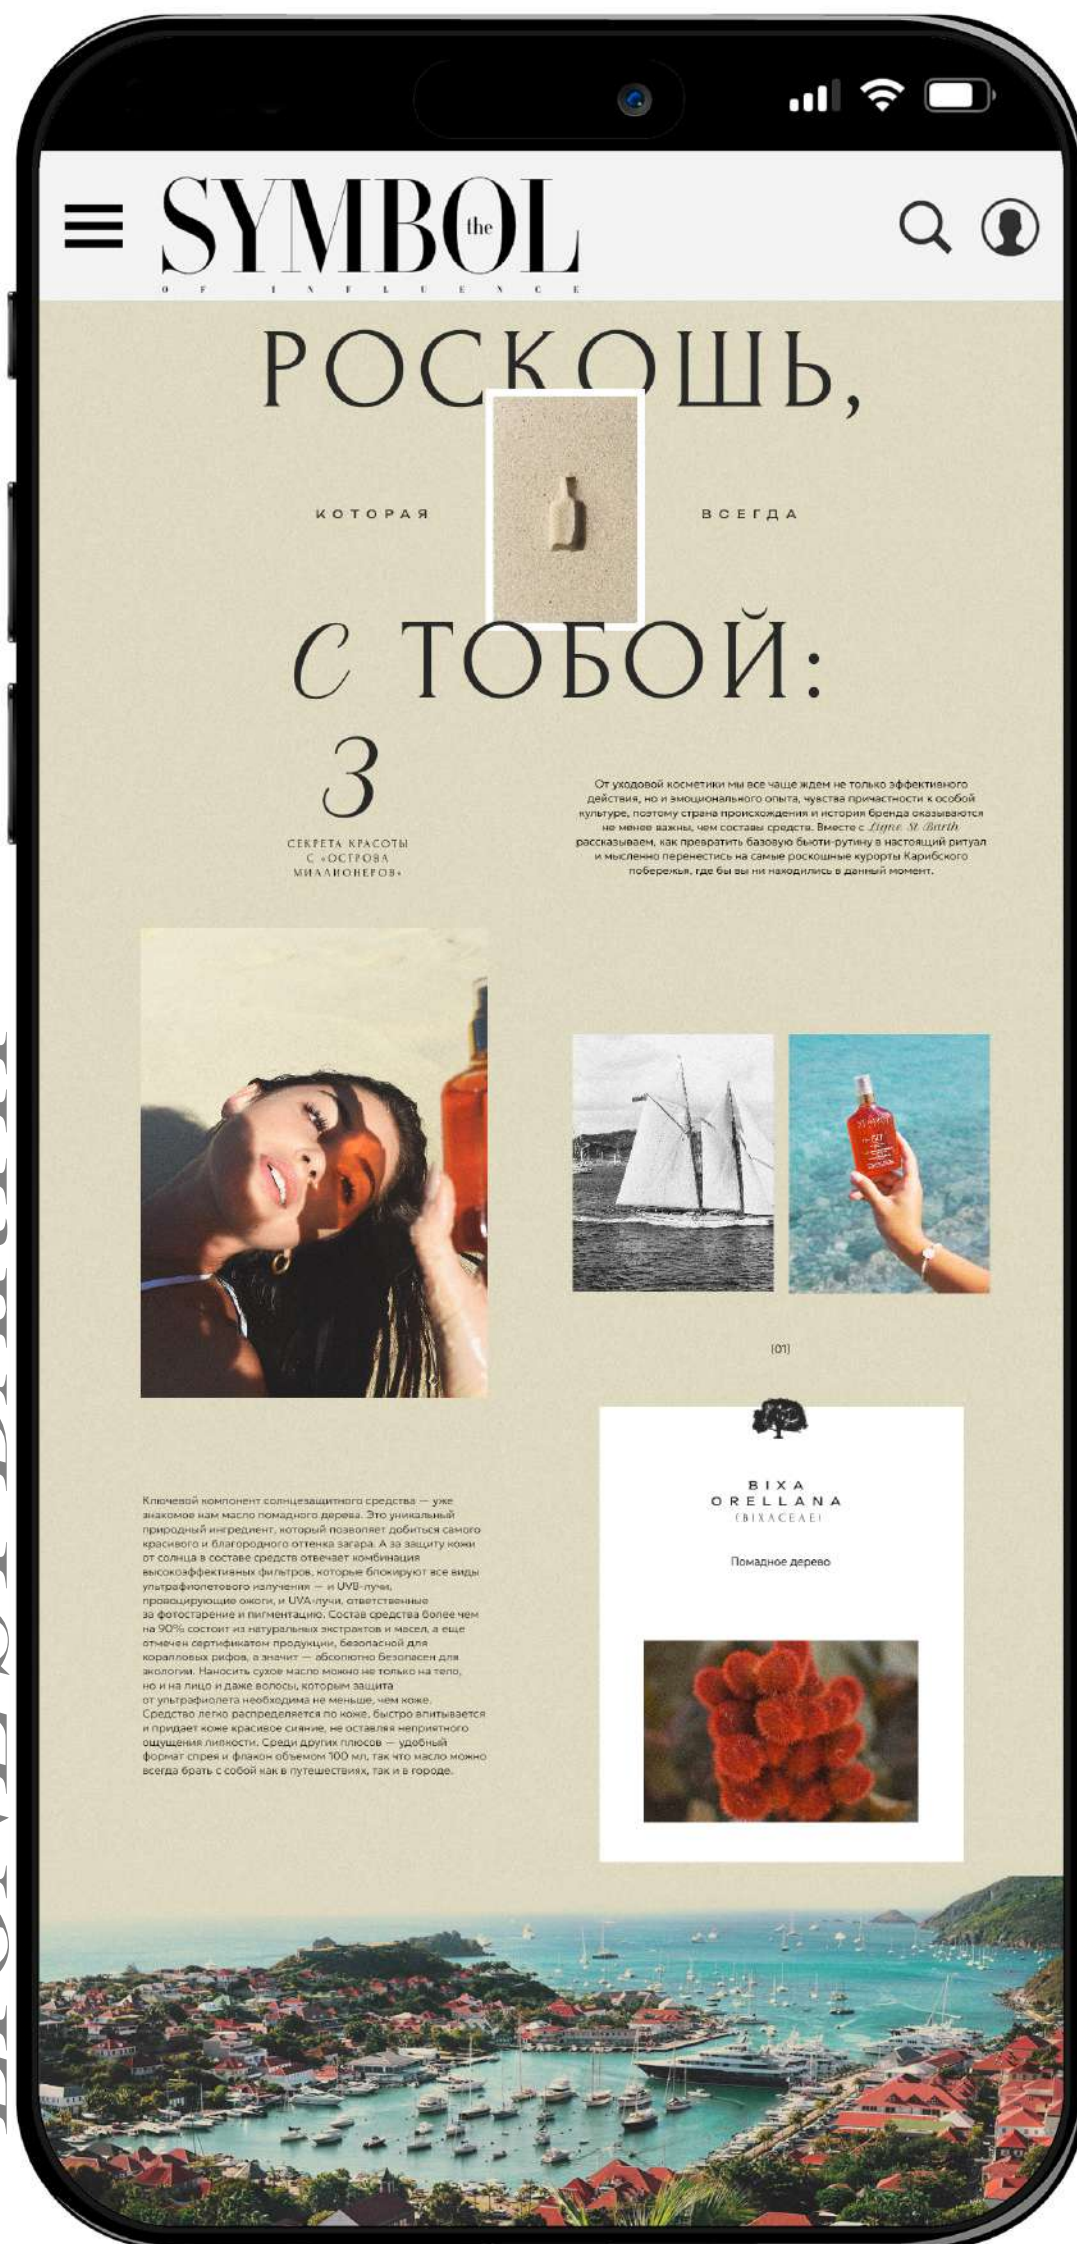 SYMBOL
the
OF INFLUENCE
РОСКОШЬ,
КОТОРАЯ
ВСЕГДА
С ТОБОЙ:
3
СЕКРЕТА КРАСОТЫ
С «ОСТРОВА
МИЛЛИОНЕРОВ»
От уходовой косметики мы все чаще ждем не только эффективного
действия, но и эмоционального опыта, чувства причастности к особой
культуре, поэтому страна происхождения и история бренда оказываются
не менее важны, чем составы средств. Вместе с Ligne St Barth
рассказываем, как превратить базовую бьюти-рутину в настоящий ритуал
и мысленно перенестись на самые роскошные курорты Карибского
побережья, где бы вы ни находились в данный момент.
(01)
BIXA
ORELLANA
(BIXACEAE)
Помадное дерево
Ключевой компонент солнцезащитного средства — уже
знакомое нам масло помадного дерева. Это уникальный
природный ингредиент, который позволяет добиться самого
красивого и благородного оттенка загара. А за защиту кожи
от солнца в составе средств отвечает комбинация
высокоэффективных фильтров, которые блокируют все виды
ультрафиолетового излучения — и UVB-лучи,
провоцирующие ожоги, и UVA-лучи, ответственные
за фотостарение и пигментацию. Состав средства более чем
на 90% состоит из натуральных экстрактов и масел, а еще
отмечен сертификатом продукции, безопасной для
коралловых рифов, а значит — абсолютно безопасен для
экологии. Наносить сухое масло можно не только на тело,
но и на лицо и даже волосы, которым защита
от ультрафиолета необходима не меньше, чем коже.
Средство легко распределяется по коже, быстро впитывается
и придает коже красивое сияние, не оставляя неприятного
ощущения липкости. Среди других плюсов — удобный
формат спрея и флакон объемом 100 мл, так что масло можно
всегда брать с собой как в путешествиях, так и в городе.